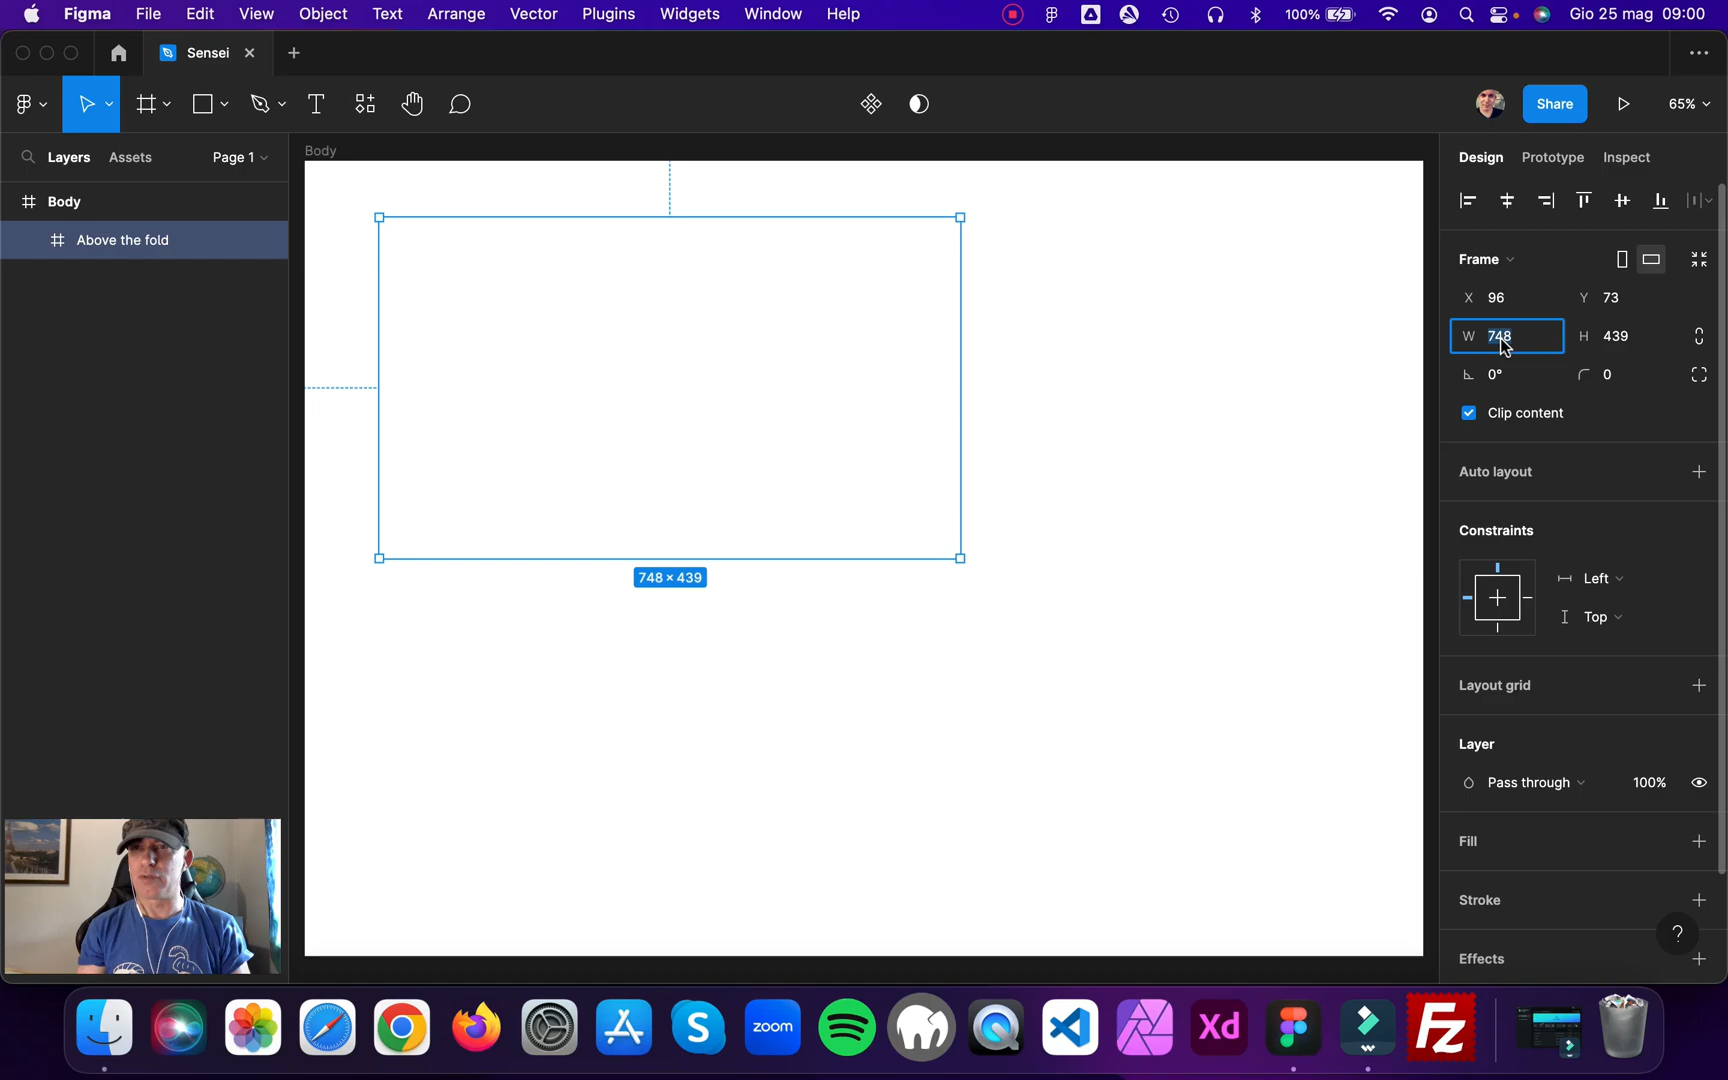 Figma File Edit View Object Text Arrange Vector Plugins Widgets Window Help 100% Gio 25 mag 09:00
Sensei
Share 65%
Layers Assets Page 1
Body
Above the fold
Body
748 × 439
Design Prototype Inspect
Frame
X 96 Y 73
W 748 H 439
0° 0
Clip content
Auto layout
Constraints
Left
Top
Layout grid
Layer
Pass through 100%
Fill
Stroke
?
Effects
S zoom Xd FZ